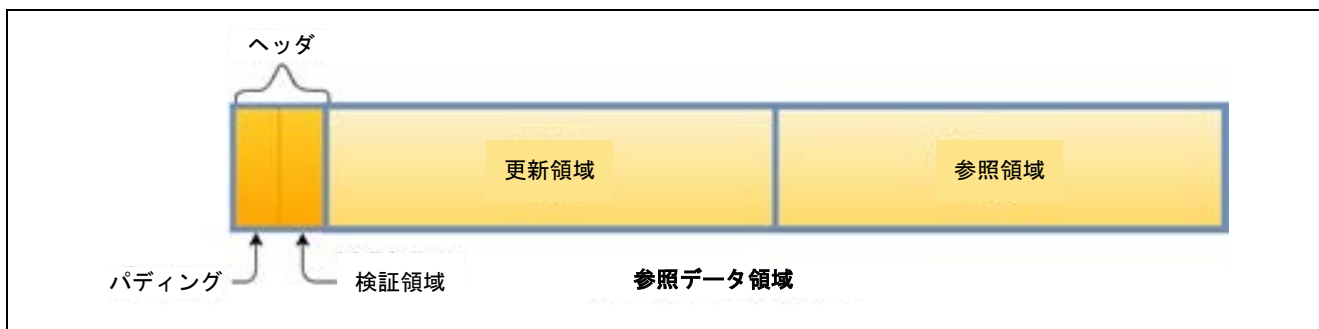 ヘッダ
更新領域
参照領域
パディング
検証領域
参照データ領域